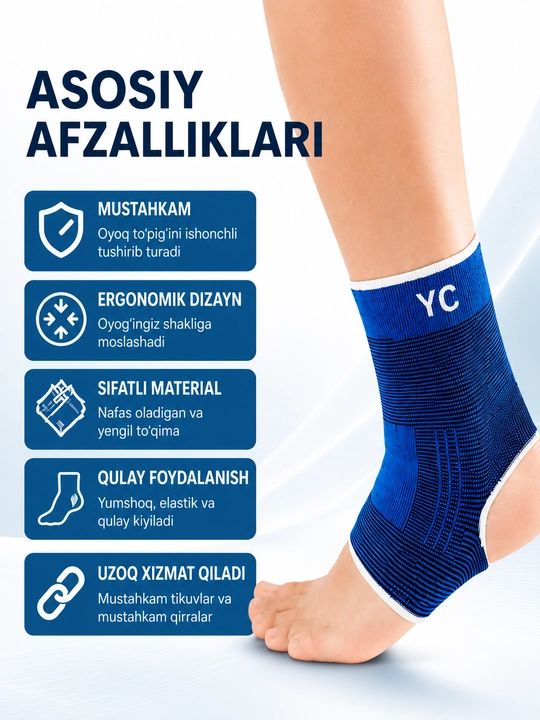 ASOSIY
AFZALLIKLARI
MUSTAHKAM
Oyoq to'pig'ini ishonchli
tushirib turadi
ERGONOMIK DIZAYN
Oyog'ingiz shakliga
moslashadi
SIFATLI MATERIAL
Nafas oladigan va
yengil to'qima
QULAY FOYDALANISH
Yumshoq, elastik va
qulay kiyiladi
UZOQ XIZMAT QILADI
Mustahkam tikuvlar va
mustahkam qirralar
YC